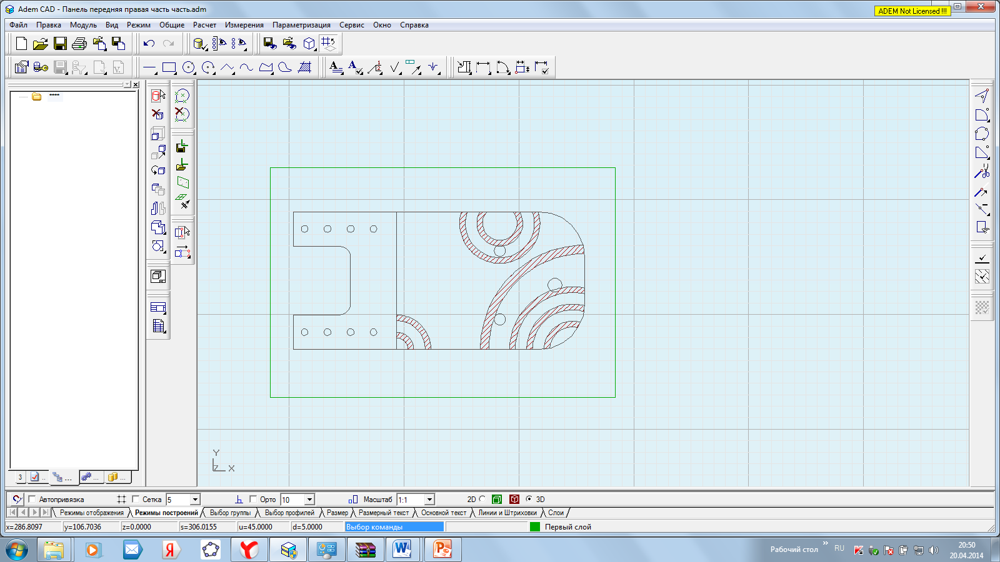 Adem CAD - Панель передняя правая часть часть.adm
ADEM Not Licensed !!!
Файл Правка Модуль Вид Режим Общие Расчет Измерения Параметризация Сервис Окно Справка
****
Y
Z X
3 .. ... ... ...
Автопривязка Сетка 5 Орто 10 Масштаб 1:1 2D 3D
Режимы отображения Режимы построений Выбор группы Выбор профилей Размер Размерный текст Основной текст Линии и Штриховки Слои
x=286.8097 y=106.7036 z=0.0000 s=306.0155 u=45.0000 d=5.0000 Выбор команды Первый слой
Рабочий стол » RU 20:50
20.04.2014